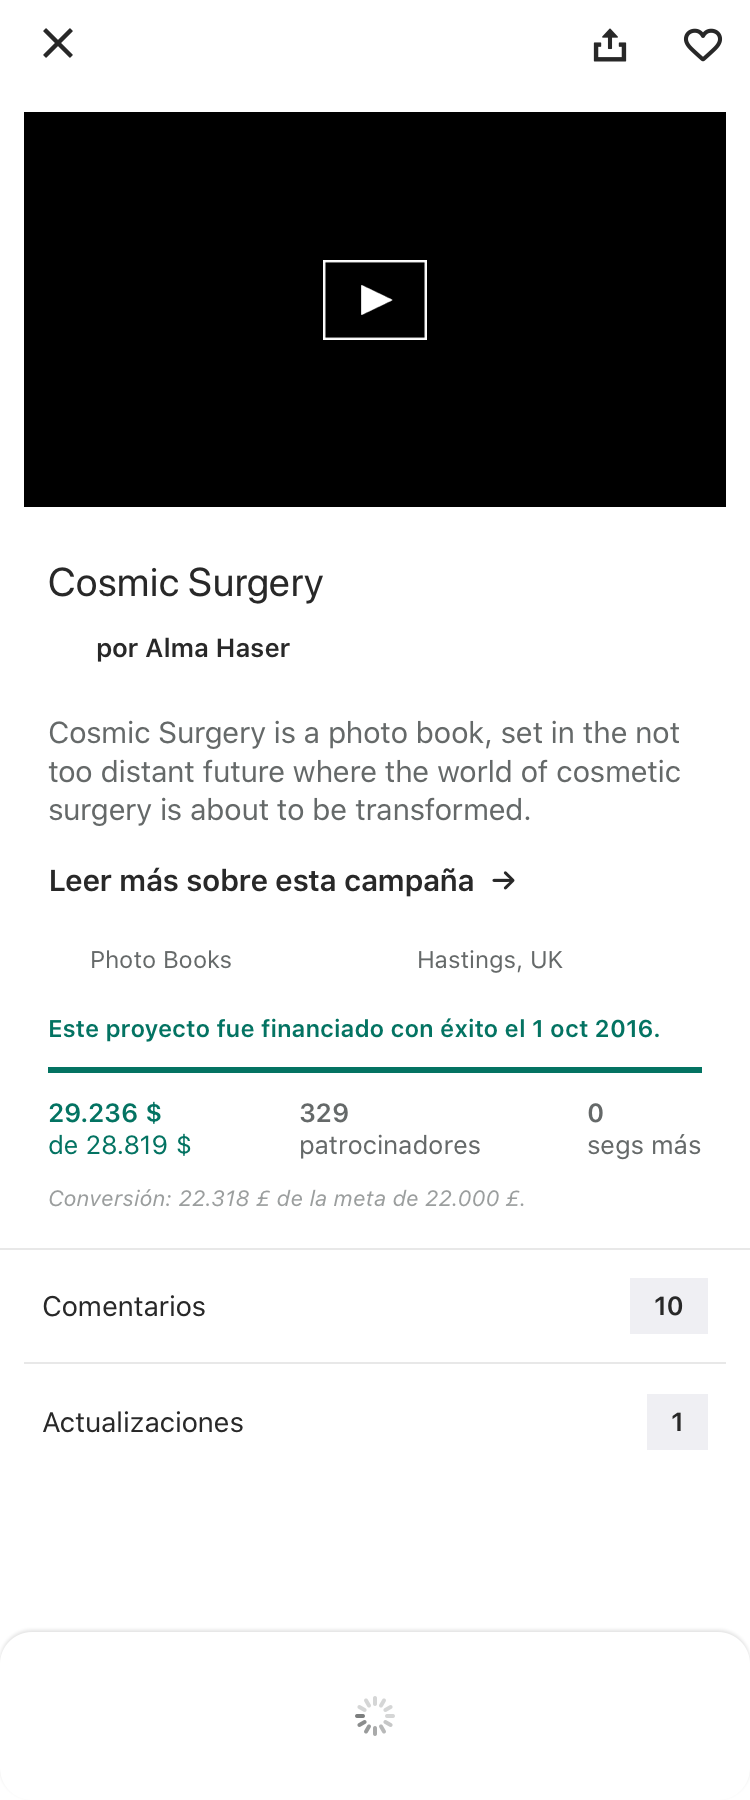 Cosmic Surgery
por Alma Haser
Cosmic Surgery is a photo book, set in the not
too distant future where the world of cosmetic
surgery is about to be transformed.
Leer más sobre esta campaña →
Photo Books
Hastings, UK
Este proyecto fue financiado con éxito el 1 oct 2016.
29.236 $
de 28.819 $
329
patrocinadores
0
segs más
Conversión: 22.318 £ de la meta de 22.000 £.
Comentarios
10
Actualizaciones
1